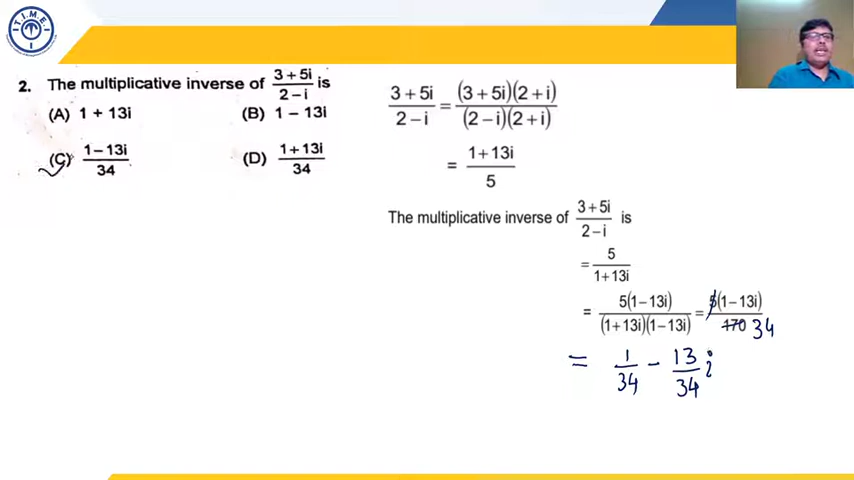 I.T.I.M.E.I
2. The multiplicative inverse of (3 + 5i)/(2 – i) is
(A) 1 + 13i (B) 1 – 13i
(C) (1 – 13i)/34 (D) (1 + 13i)/34
(3 + 5i)/(2 – i) = ((3 + 5i)(2 + i))/((2 – i)(2 + i))
= (1 + 13i)/5
The multiplicative inverse of (3 + 5i)/(2 – i) is
= 5/(1 + 13i)
= 5(1 – 13i)/((1 + 13i)(1 – 13i)) = 5(1 – 13i)/170 34
= 1/34 – 13/34 i